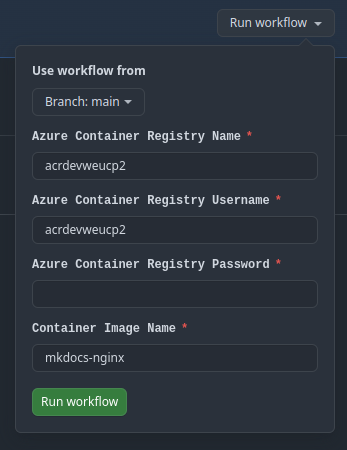 Run workflow
Use workflow from
Branch: main
Azure Container Registry Name *
acrdevweucp2
Azure Container Registry Username *
acrdevweucp2
Azure Container Registry Password *
Container Image Name *
mkdocs-nginx
Run workflow